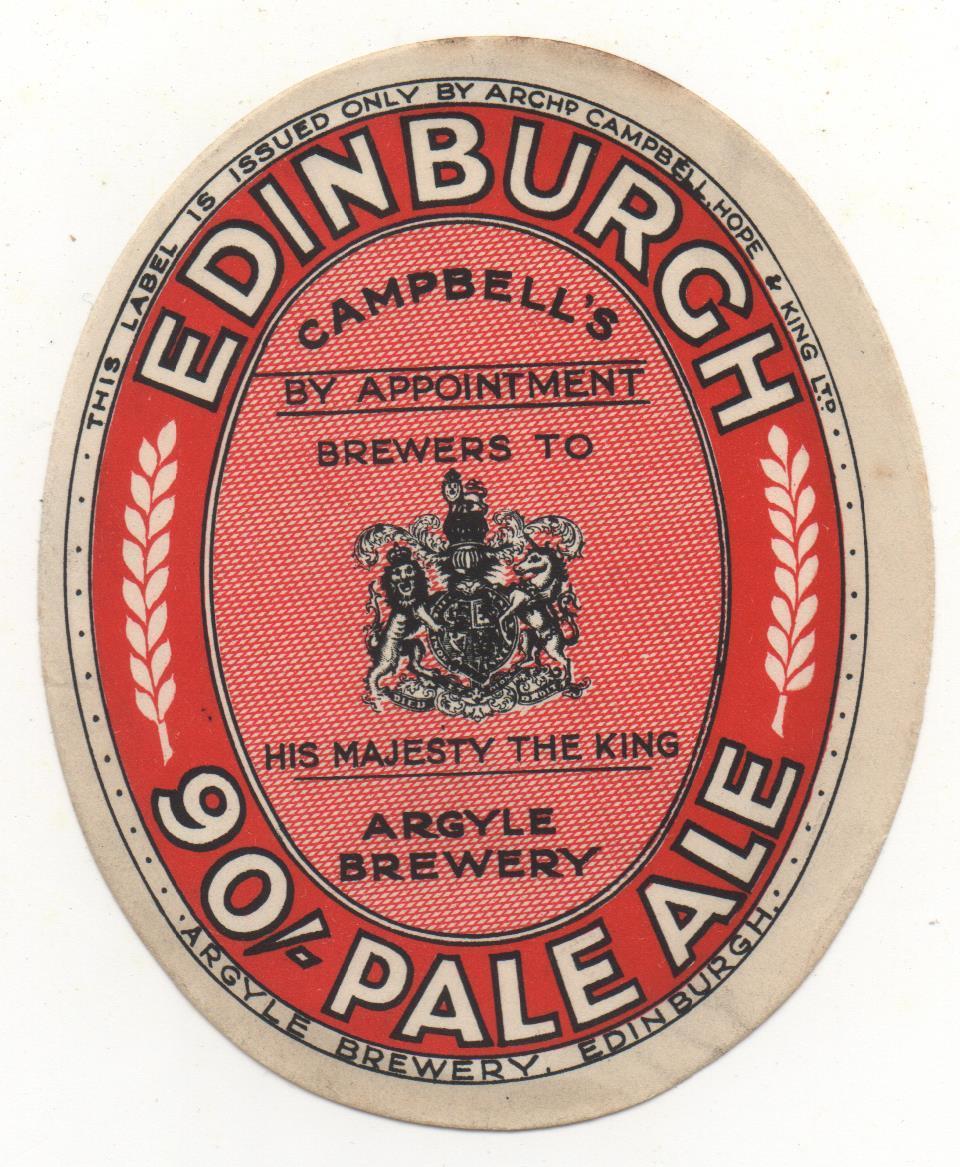 THIS LABEL IS ISSUED ONLY BY ARCHD CAMPBELL, HOPE & KING LTD.
EDINBURGH
CAMPBELL'S
BY APPOINTMENT
BREWERS TO
HIS MAJESTY THE KING
ARGYLE
BREWERY
90/- PALE ALE
ARGYLE BREWERY, EDINBURGH.